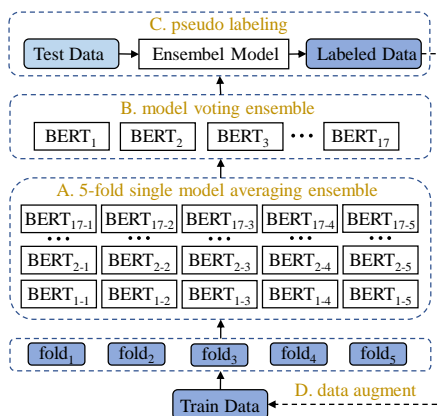 C. pseudo labeling
Test Data Ensembel Model Labeled Data
B. model voting ensemble
BERT1 BERT2 BERT3 ••• BERT17
A. 5-fold single model averaging ensemble
BERT17-1 BERT17-2 BERT17-3 BERT17-4 BERT17-5
••• ••• ••• ••• •••
BERT2-1 BERT2-2 BERT2-3 BERT2-4 BERT2-5
BERT1-1 BERT1-2 BERT1-3 BERT1-4 BERT1-5
fold1 fold2 fold3 fold4 fold5
Train Data D. data augment